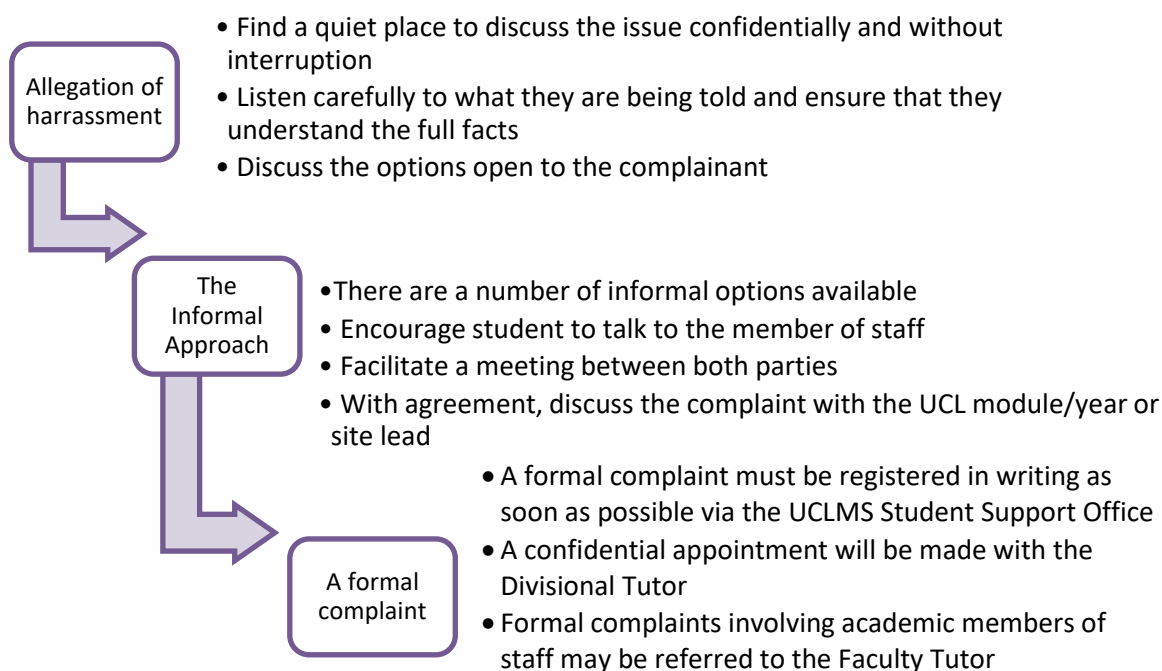 Allegation of
harrassment
• Find a quiet place to discuss the issue confidentially and without
interruption
• Listen carefully to what they are being told and ensure that they
understand the full facts
• Discuss the options open to the complainant
The
Informal
Approach
•There are a number of informal options available
• Encourage student to talk to the member of staff
• Facilitate a meeting between both parties
• With agreement, discuss the complaint with the UCL module/year or
site lead
A formal
complaint
• A formal complaint must be registered in writing as
soon as possible via the UCLMS Student Support Office
• A confidential appointment will be made with the
Divisional Tutor
• Formal complaints involving academic members of
staff may be referred to the Faculty Tutor